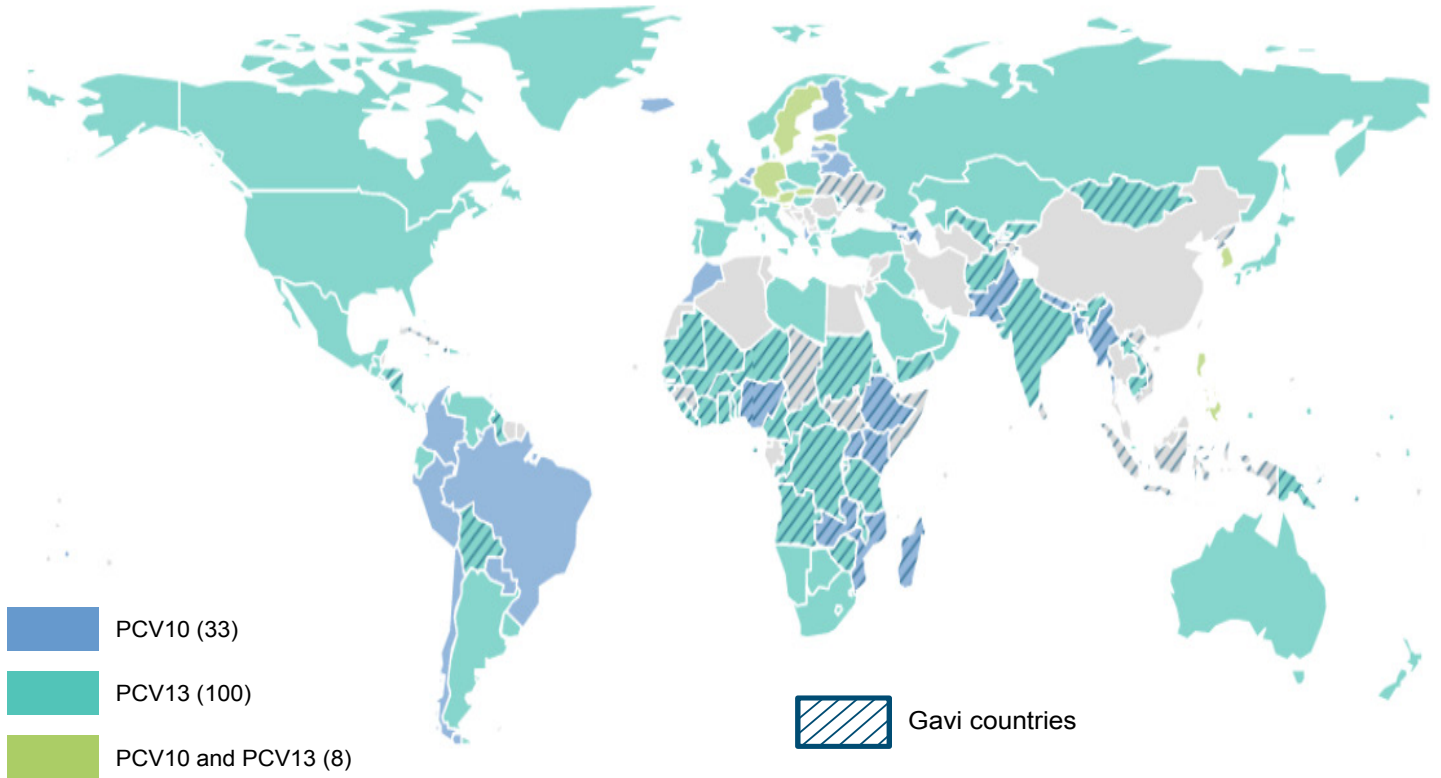 PCV10 (33)
PCV13 (100)
PCV10 and PCV13 (8)
Gavi countries